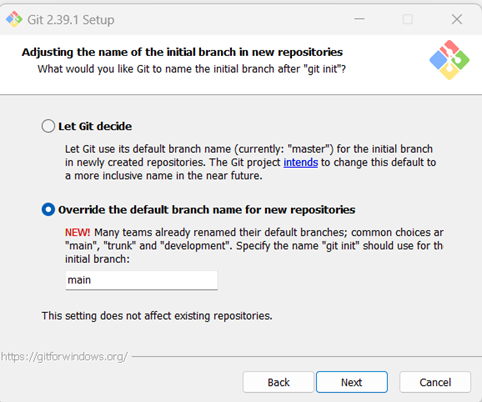 Git 2.39.1 Setup
Adjusting the name of the initial branch in new repositories
What would you like Git to name the initial branch after "git init"?
Let Git decide
Let Git use its default branch name (currently: "master") for the initial branch
in newly created repositories. The Git project intends to change this default to
a more inclusive name in the near future.
Override the default branch name for new repositories
NEW! Many teams already renamed their default branches; common choices ar
"main", "trunk" and "development". Specify the name "git init" should use for th
initial branch:
main
This setting does not affect existing repositories.
https://gitforwindows.org/
Back
Next
Cancel